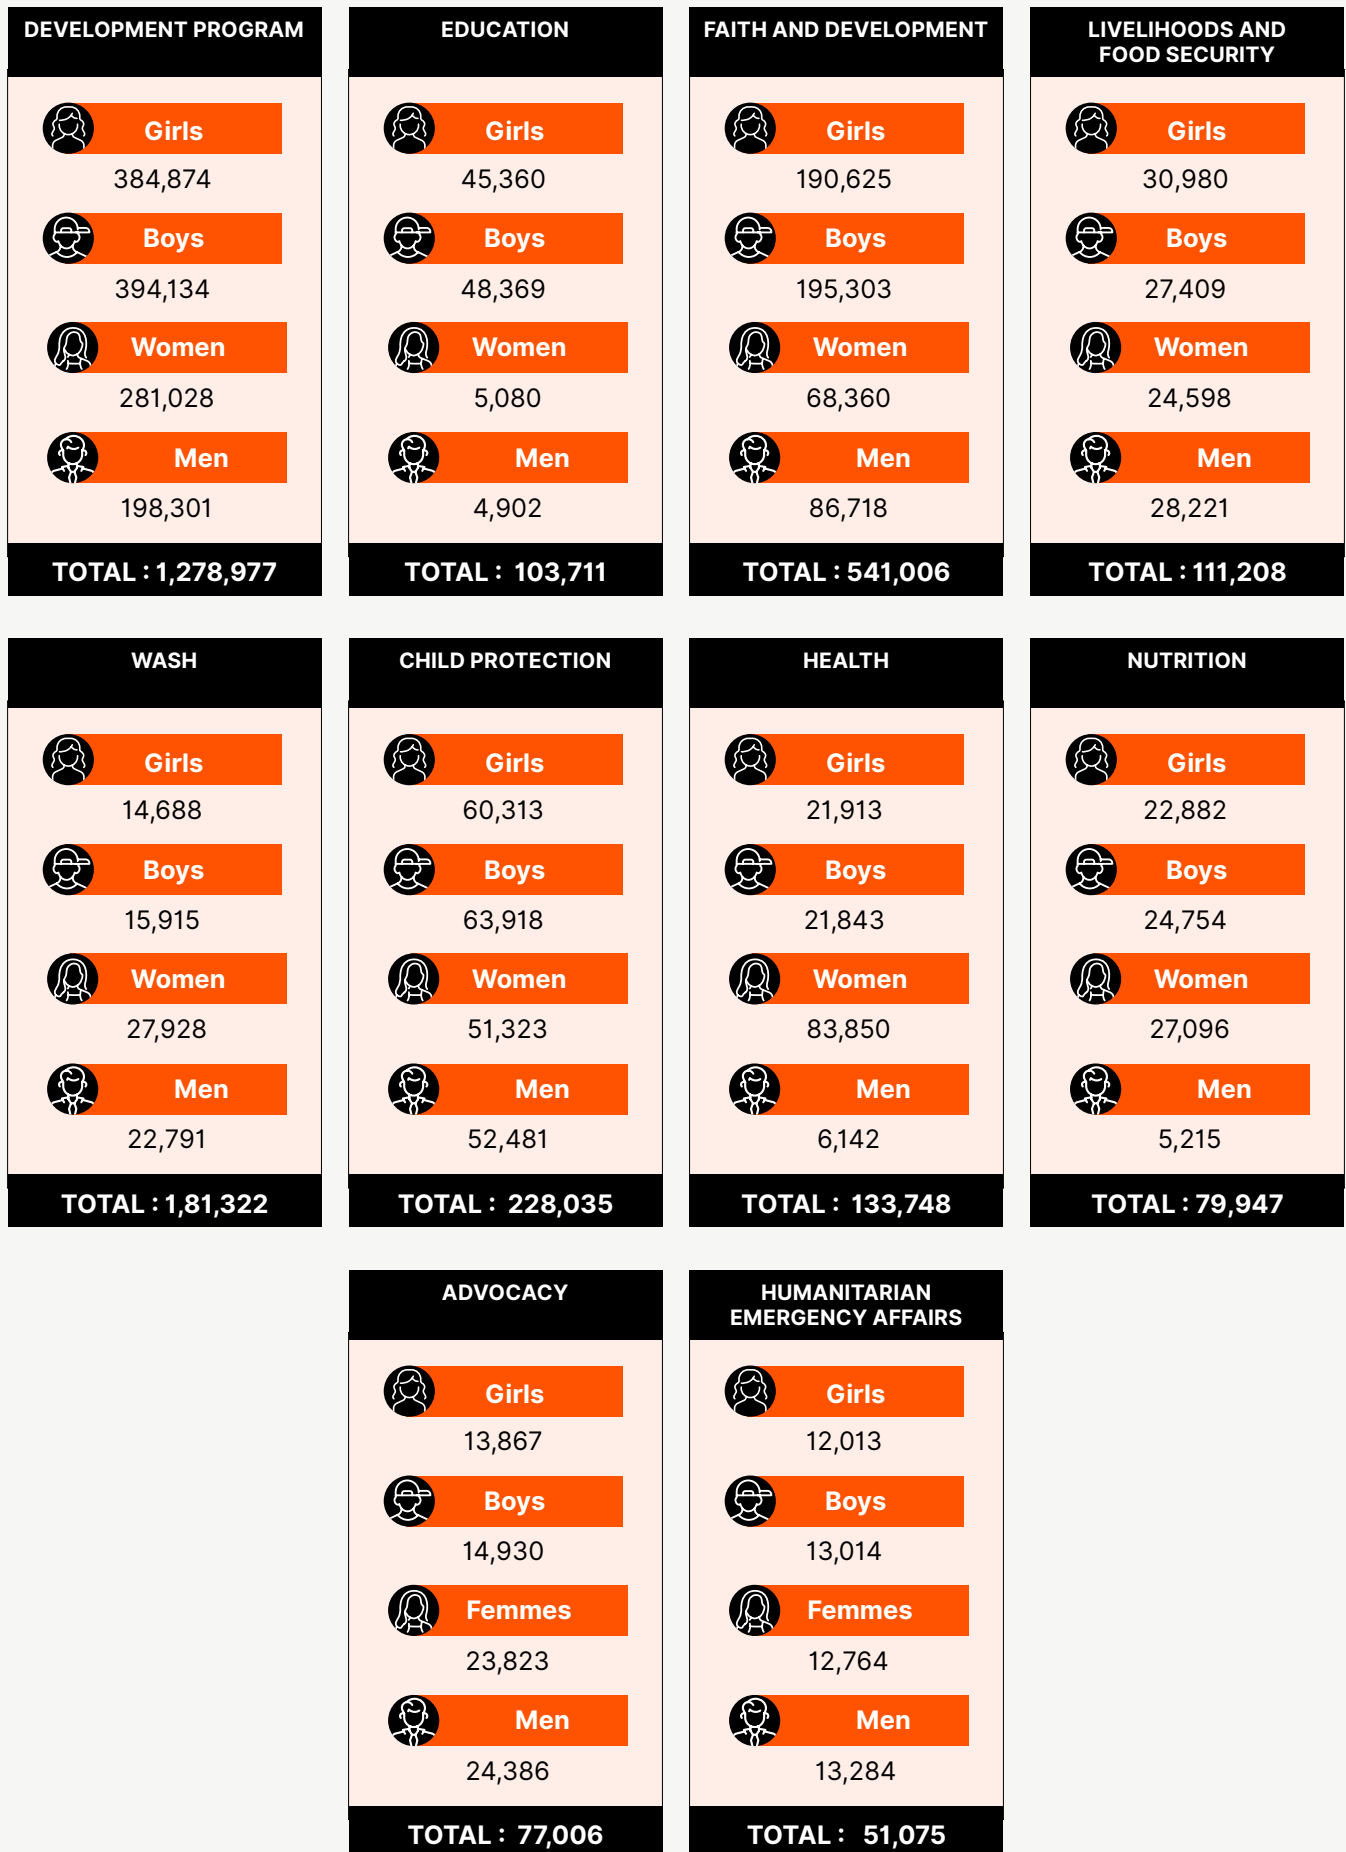 DEVELOPMENT PROGRAM
Girls
384,874
Boys
394,134
Women
281,028
Men
198,301
TOTAL : 1,278,977
EDUCATION
Girls
45,360
Boys
48,369
Women
5,080
Men
4,902
TOTAL : 103,711
FAITH AND DEVELOPMENT
Girls
190,625
Boys
195,303
Women
68,360
Men
86,718
TOTAL : 541,006
LIVELIHOODS AND
FOOD SECURITY
Girls
30,980
Boys
27,409
Women
24,598
Men
28,221
TOTAL : 111,208
WASH
Girls
14,688
Boys
15,915
Women
27,928
Men
22,791
TOTAL : 1,81,322
CHILD PROTECTION
Girls
60,313
Boys
63,918
Women
51,323
Men
52,481
TOTAL : 228,035
HEALTH
Girls
21,913
Boys
21,843
Women
83,850
Men
6,142
TOTAL : 133,748
NUTRITION
Girls
22,882
Boys
24,754
Women
27,096
Men
5,215
TOTAL : 79,947
ADVOCACY
Girls
13,867
Boys
14,930
Femmes
23,823
Men
24,386
TOTAL : 77,006
HUMANITARIAN
EMERGENCY AFFAIRS
Girls
12,013
Boys
13,014
Femmes
12,764
Men
13,284
TOTAL : 51,075